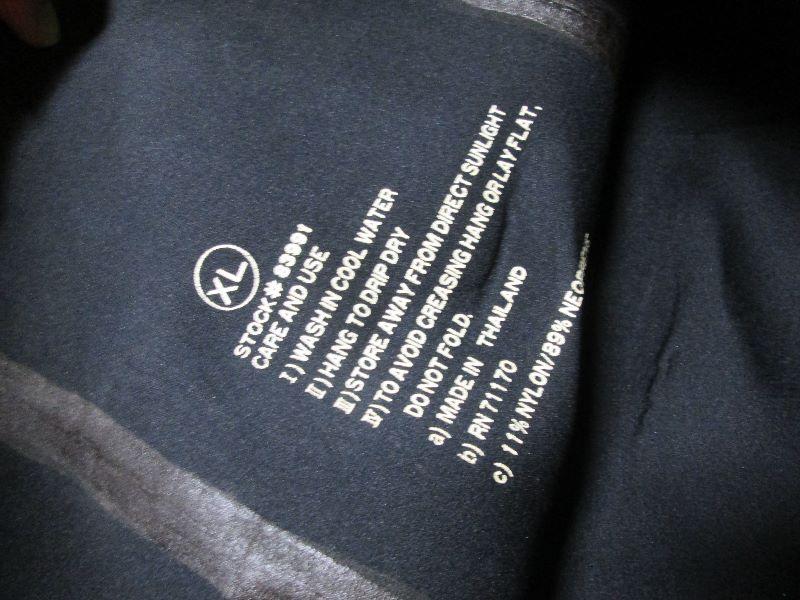 XL
STOCK# 83991
CARE AND USE
I) WASH IN COOL WATER
II) HANG TO DRIP DRY
III) STORE AWAY FROM DIRECT SUNLIGHT
IV) TO AVOID CREASING HANG OR LAY FLAT,
DO NOT FOLD.
a) MADE IN THAILAND
b) RN 71170
c) 11% NYLON/89%